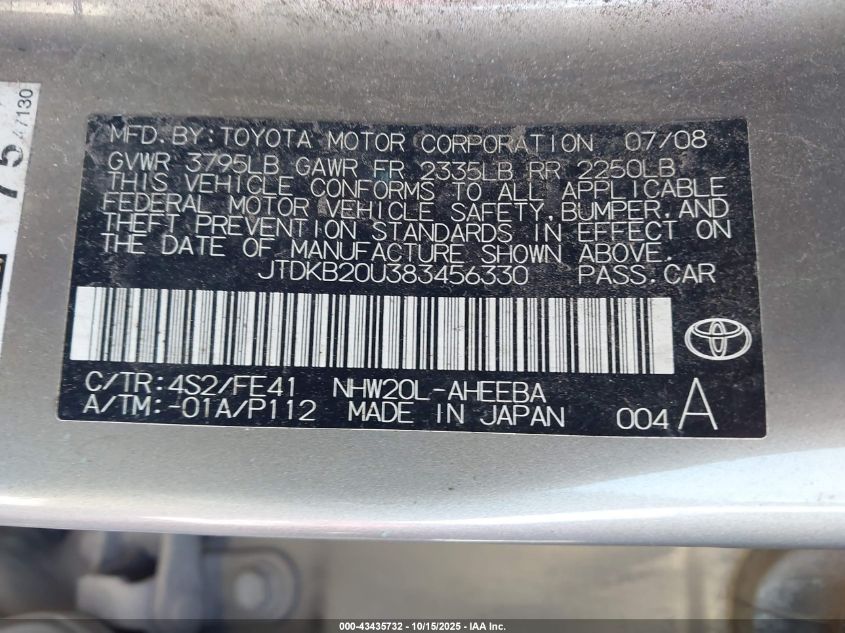 75
47130
MFD. BY: TOYOTA MOTOR CORPORATION 07/08
GVWR 3795LB GAWR FR 2335LB RR 2250LB
THIS VEHICLE CONFORMS TO ALL APPLICABLE
FEDERAL MOTOR VEHICLE SAFETY, BUMPER, AND
THEFT PREVENTION STANDARDS IN EFFECT ON
THE DATE OF MANUFACTURE SHOWN ABOVE.
JTDKB20U383456330 PASS. CAR
C/TR: 4S2/FE41 NHW20L-AHEEBA
A/TM: -01A/P112 MADE IN JAPAN 004 A
000-43435732 - 10/15/2025 - IAA Inc.